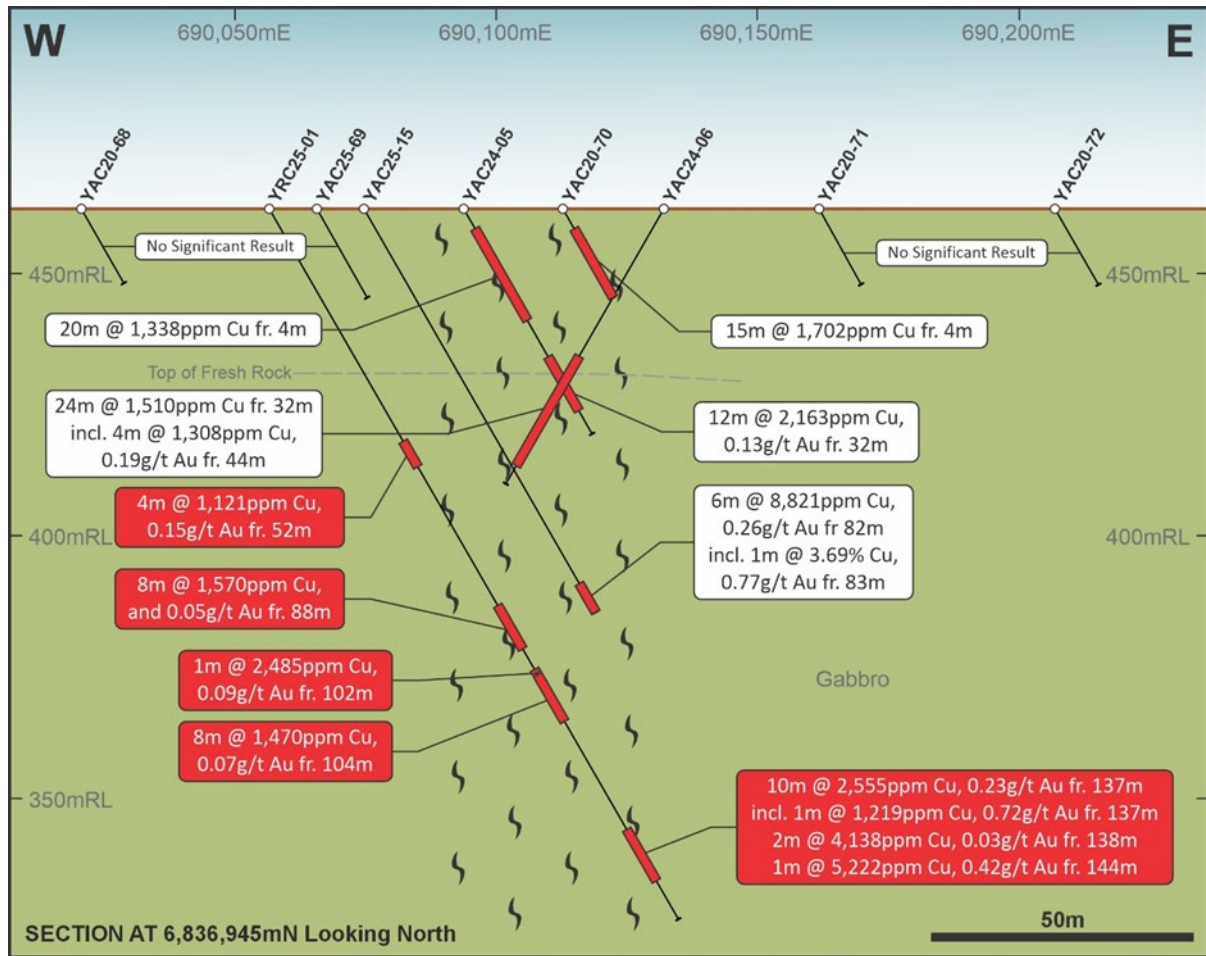 W
690,050mE
690,100mE
690,150mE
690,200mE
E
YAC20-68
YRC25-01
YAC25-69
YAC25-15
YAC24-05
YAC20-70
YAC24-06
YAC20-71
YAC20-72
No Significant Result
No Significant Result
450mRL
450mRL
20m @ 1,338ppm Cu fr. 4m
15m @ 1,702ppm Cu fr. 4m
Top of Fresh Rock
24m @ 1,510ppm Cu fr. 32m
incl. 4m @ 1,308ppm Cu,
0.19g/t Au fr. 44m
12m @ 2,163ppm Cu,
0.13g/t Au fr. 32m
4m @ 1,121ppm Cu,
0.15g/t Au fr. 52m
6m @ 8,821ppm Cu,
0.26g/t Au fr 82m
incl. 1m @ 3.69% Cu,
0.77g/t Au fr. 83m
400mRL
400mRL
8m @ 1,570ppm Cu,
and 0.05g/t Au fr. 88m
1m @ 2,485ppm Cu,
0.09g/t Au fr. 102m
Gabbro
8m @ 1,470ppm Cu,
0.07g/t Au fr. 104m
350mRL
10m @ 2,555ppm Cu, 0.23g/t Au fr. 137m
incl. 1m @ 1,219ppm Cu, 0.72g/t Au fr. 137m
2m @ 4,138ppm Cu, 0.03g/t Au fr. 138m
1m @ 5,222ppm Cu, 0.42g/t Au fr. 144m
SECTION AT 6,836,945mN Looking North
50m